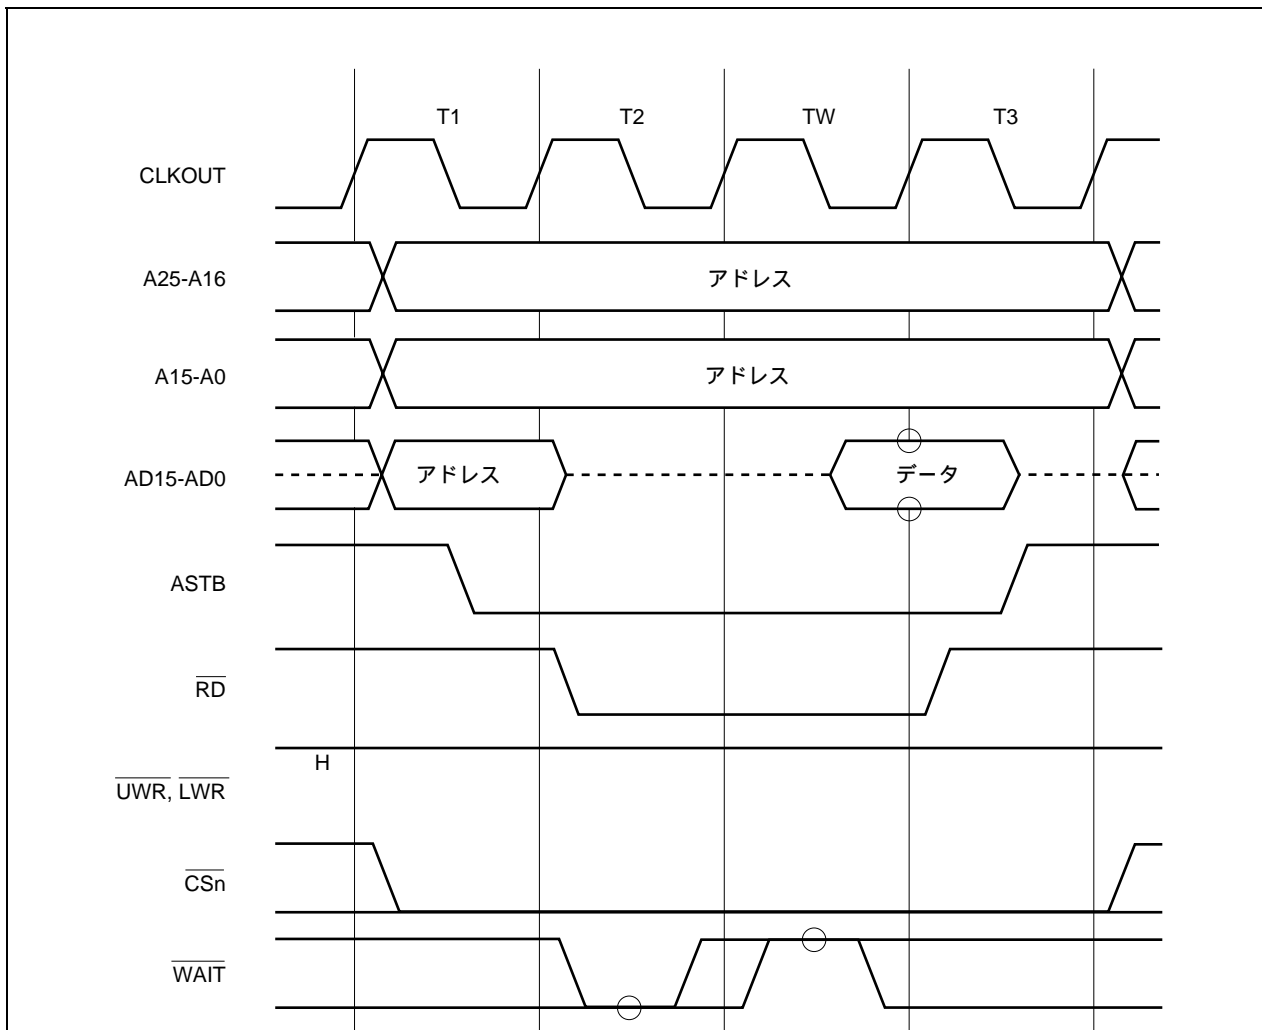 T1 T2 TW T3
CLKOUT
A25-A16 アドレス
A15-A0 アドレス
AD15-AD0 アドレス データ
ASTB
RD
H
UWR, LWR
CSn
WAIT